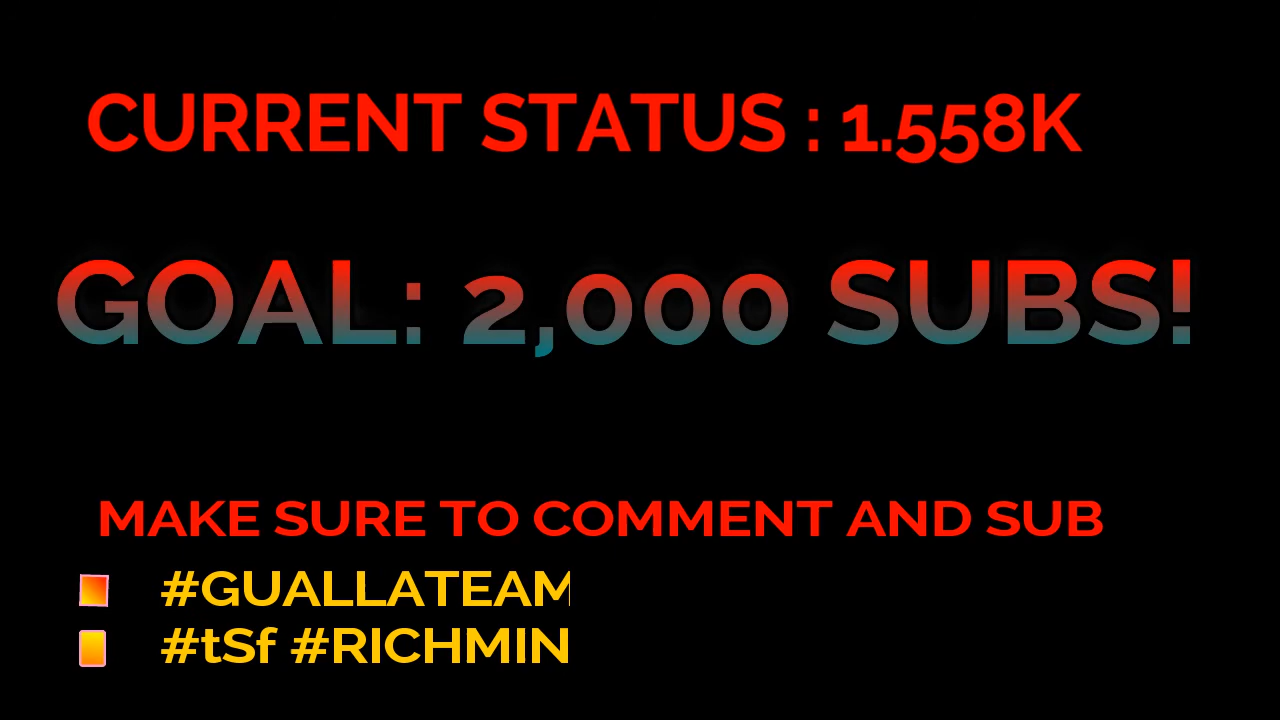 CURRENT STATUS : 1.558K
GOAL: 2,000 SUBS!
MAKE SURE TO COMMENT AND SUB
#GUALLATEAM
#tSf #RICHMIN